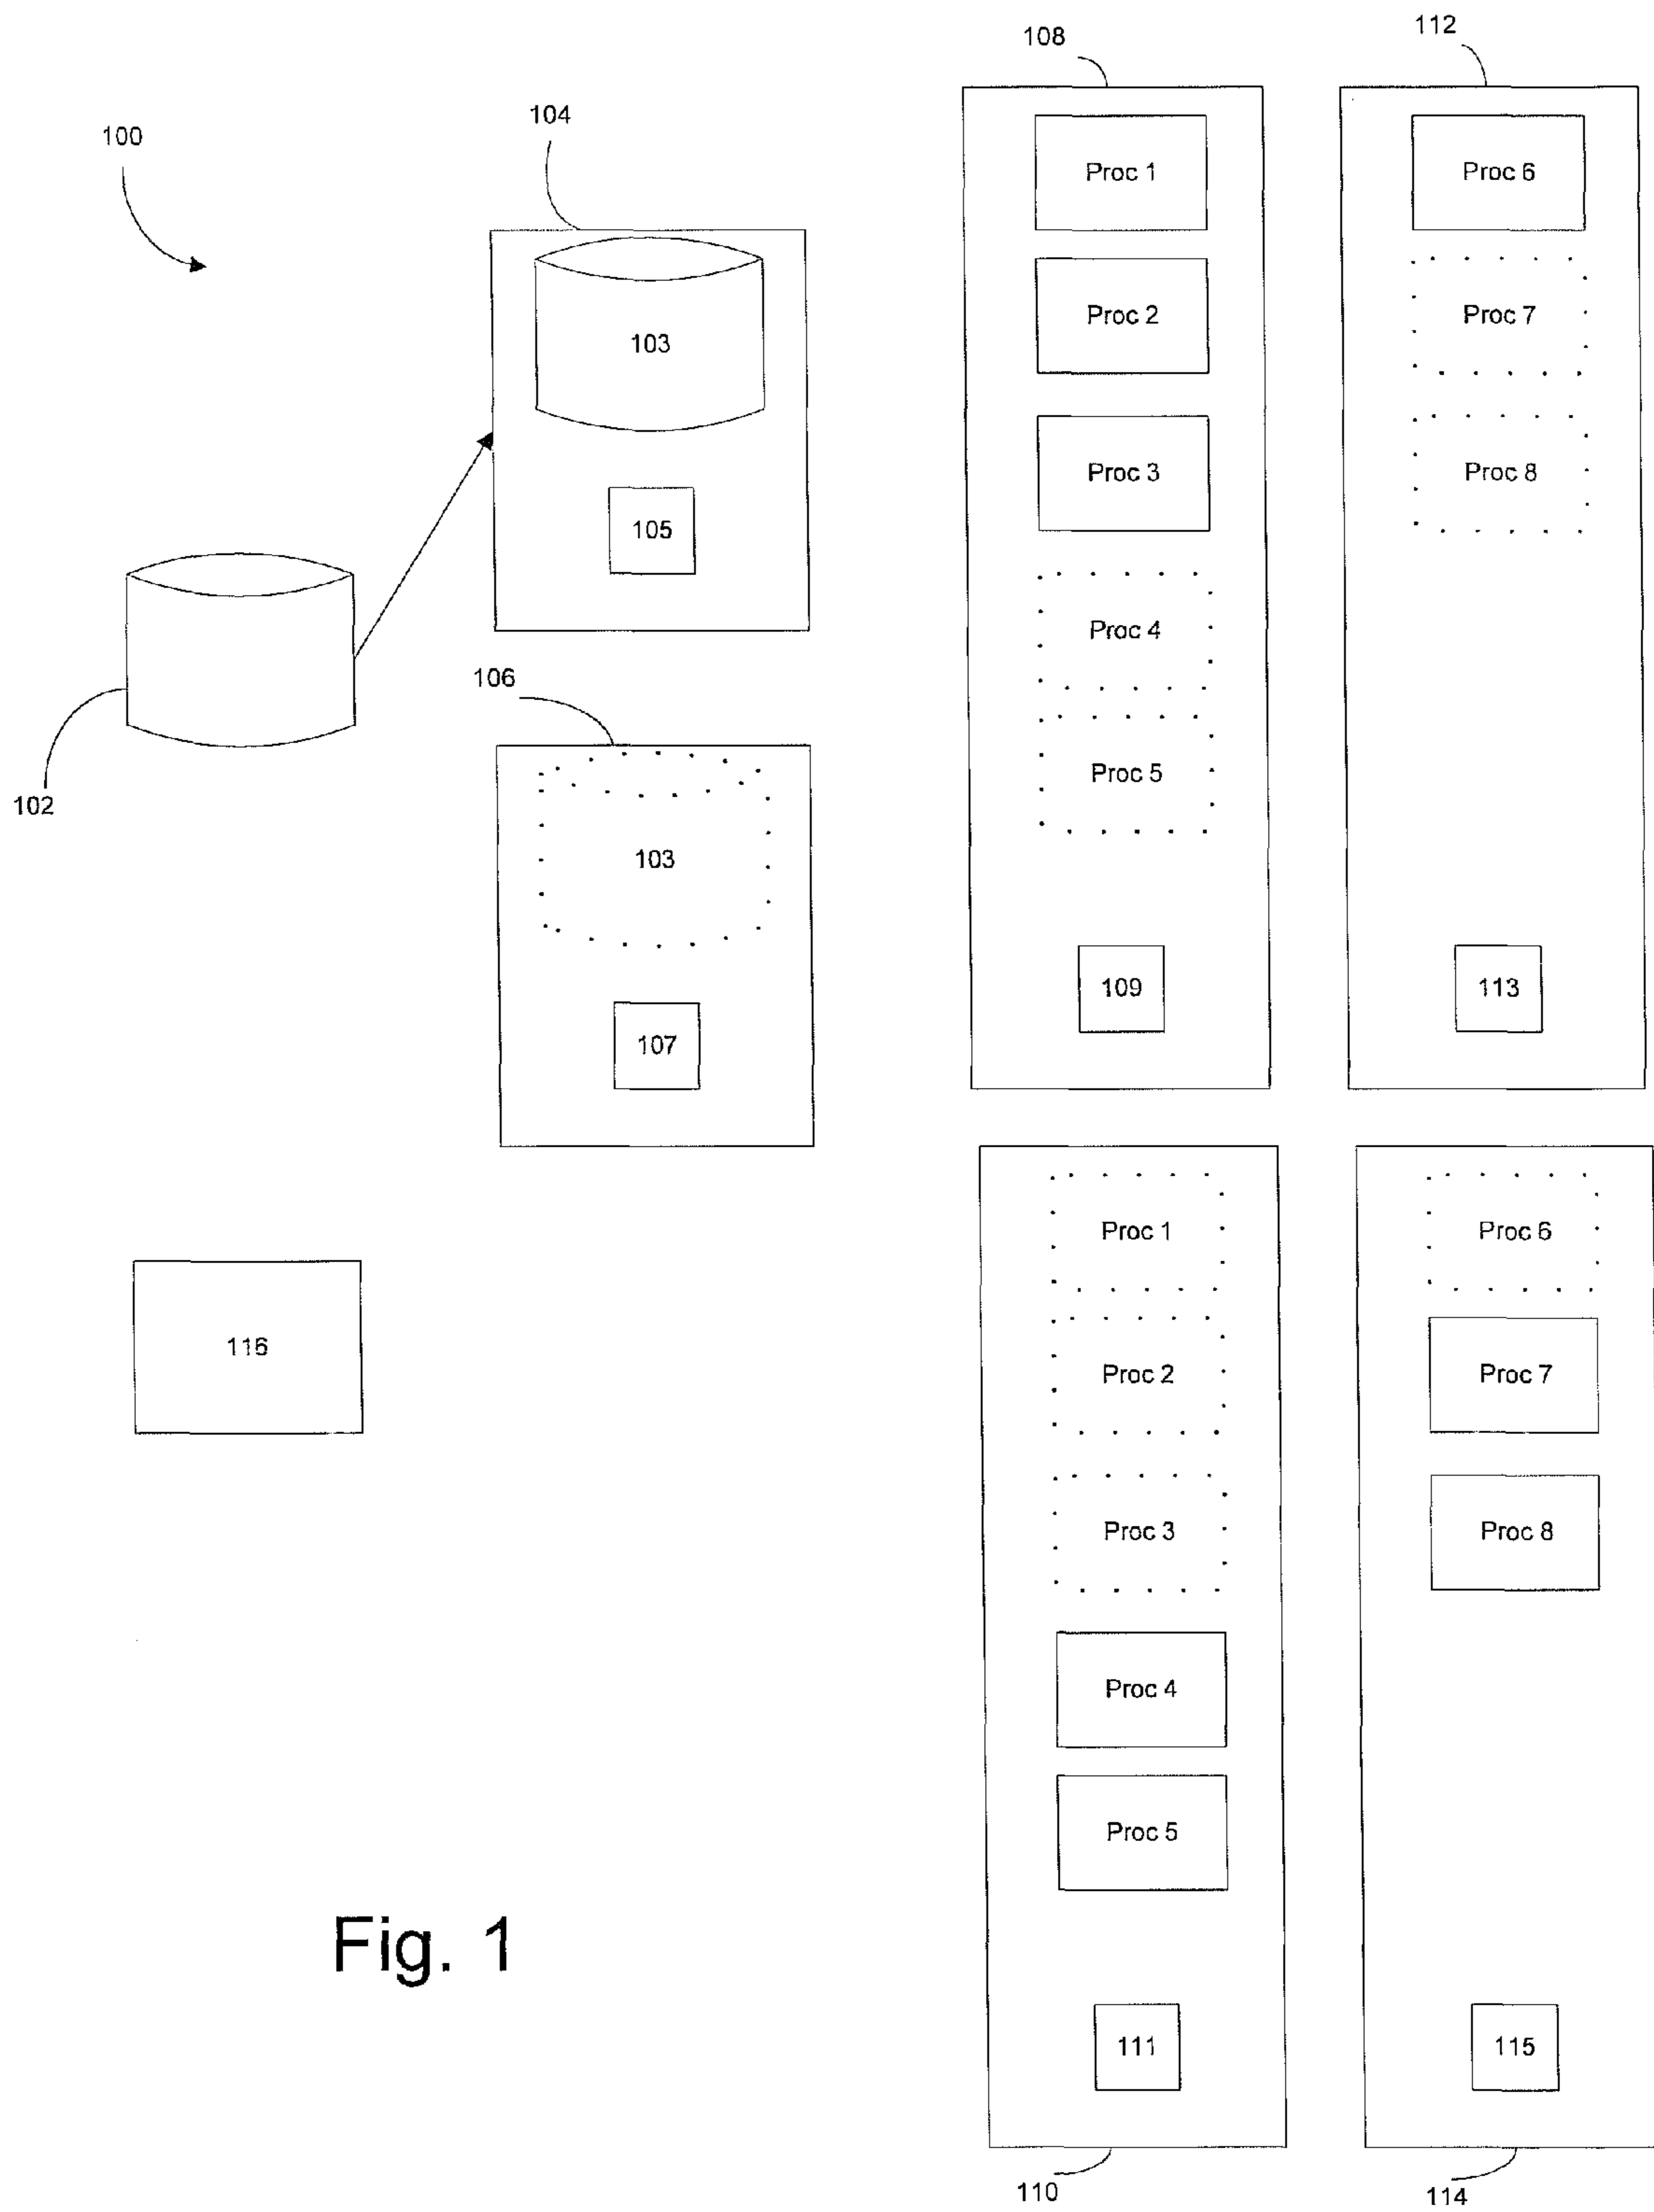 100
104
103
105
102
106
103
107
116
108
Proc 1
Proc 2
Proc 3
Proc 4
Proc 5
109
112
Proc 6
Proc 7
Proc 8
113
Proc 1
Proc 2
Proc 3
Proc 4
Proc 5
111
110
Proc 6
Proc 7
Proc 8
115
114
Fig. 1